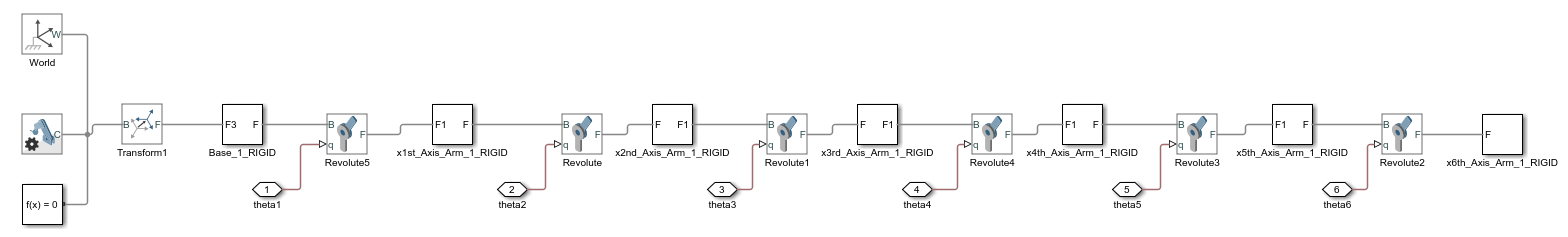 W
World
C
f(x) = 0
B F
Transform1
F3 F
Base_1_RIGID
B q F
Revolute5
1
theta1
F1 F
x1st_Axis_Arm_1_RIGID
B q F
Revolute
2
theta2
F F1
x2nd_Axis_Arm_1_RIGID
B q F
Revolute1
3
theta3
F F1
x3rd_Axis_Arm_1_RIGID
B q F
Revolute4
4
theta4
F1 F
x4th_Axis_Arm_1_RIGID
B q F
Revolute3
5
theta5
F1 F
x5th_Axis_Arm_1_RIGID
B q F
Revolute2
6
theta6
F
x6th_Axis_Arm_1_RIGID